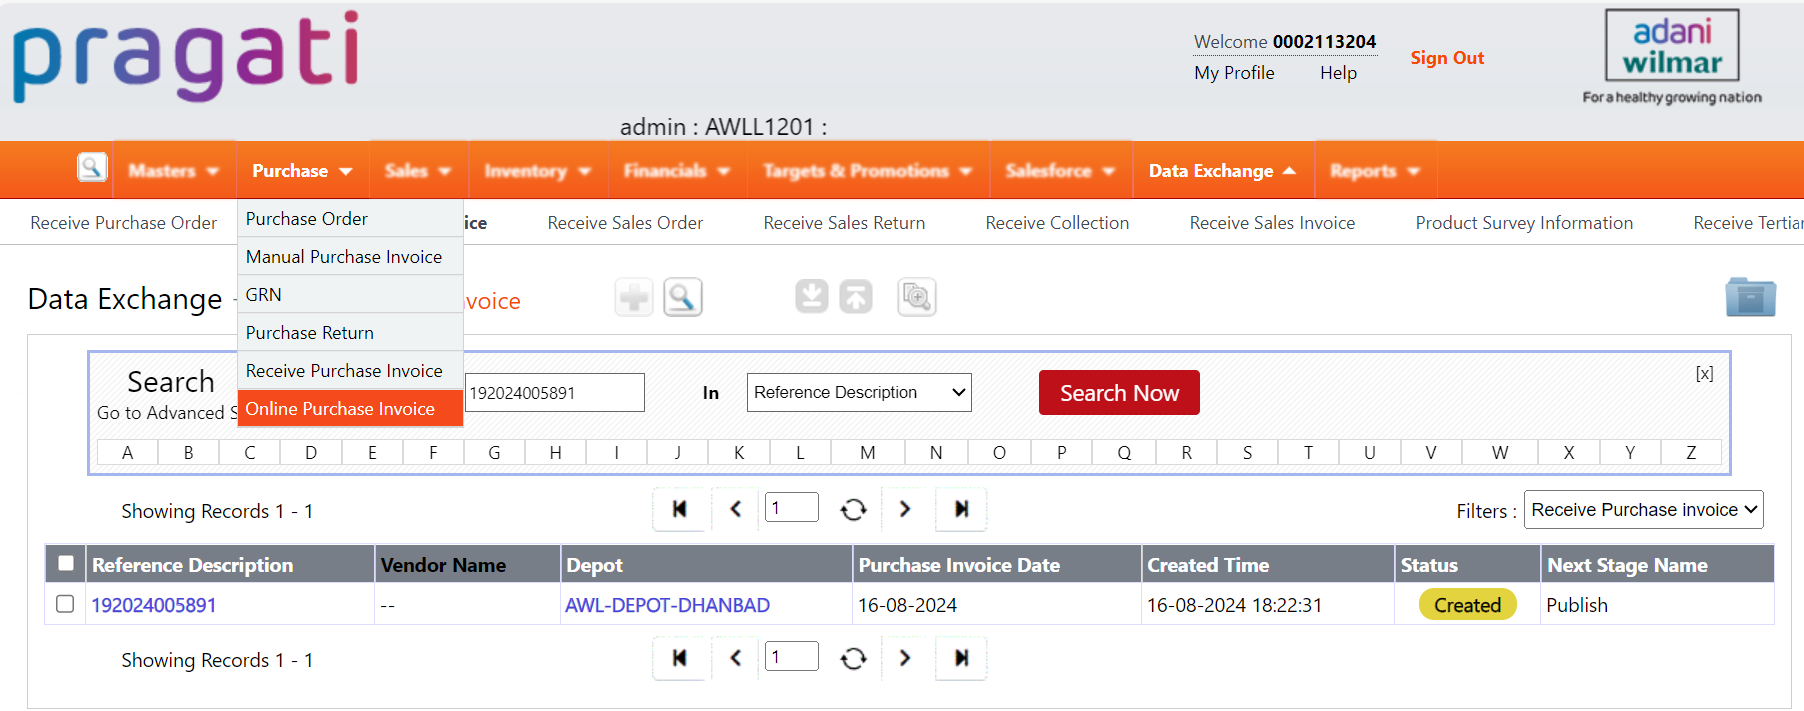 pragati
Welcome 0002113204
My Profile Help
Sign Out
adani
wilmar
For a healthy growing nation
admin : AWLL1201 :
Masters Purchase Sales Inventory Financials Targets & Promotions Salesforce Data Exchange Reports
Receive Purchase Order ice Receive Sales Order Receive Sales Return Receive Collection Receive Sales Invoice Product Survey Information Receive Tertiar
Purchase Order
Manual Purchase Invoice
GRN
Purchase Return
Receive Purchase Invoice
Online Purchase Invoice
Data Exchange - nvoice
Search 192024005891 In Reference Description Search Now [x]
Go to Advanced S
A B C D E F G H I J K L M N O P Q R S T U V W X Y Z
Showing Records 1 - 1 1 Filters : Receive Purchase invoice
Reference Description Vendor Name Depot Purchase Invoice Date Created Time Status Next Stage Name
192024005891 -- AWL-DEPOT-DHANBAD 16-08-2024 16-08-2024 18:22:31 Created Publish
Showing Records 1 - 1 1